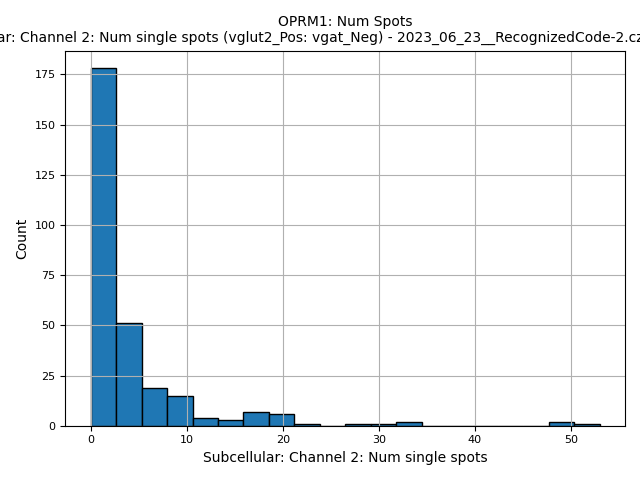 OPRM1: Num Spots
ar: Channel 2: Num single spots (vglut2_Pos: vgat_Neg) - 2023_06_23__RecognizedCode-2.cz
175
150
125
100
75
50
25
0
Count
0 10 20 30 40 50
Subcellular: Channel 2: Num single spots